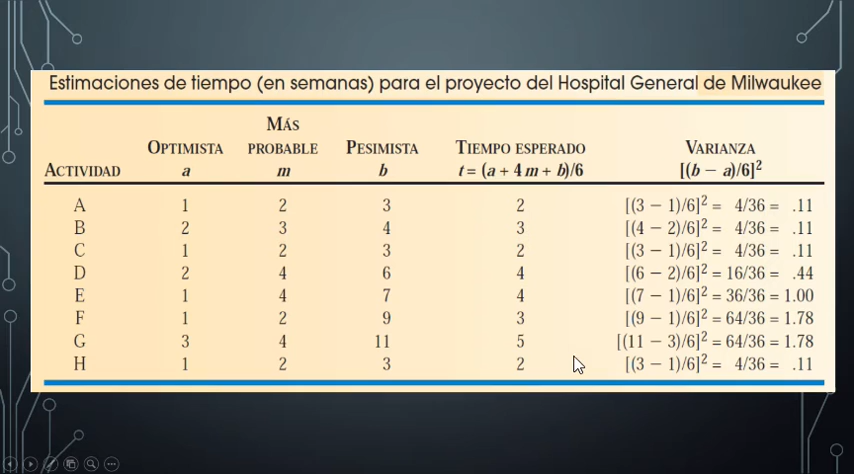 Estimaciones de tiempo (en semanas) para el proyecto del Hospital General de Milwaukee
MÁS
OPTIMISTA PROBABLE PESIMISTA TIEMPO ESPERADO VARIANZA
ACTIVIDAD a m b t = (a + 4m + b)/6 [(b − a)/6]²
A 1 2 3 2 [(3 − 1)/6]² = 4/36 = .11
B 2 3 4 3 [(4 − 2)/6]² = 4/36 = .11
C 1 2 3 2 [(3 − 1)/6]² = 4/36 = .11
D 2 4 6 4 [(6 − 2)/6]² = 16/36 = .44
E 1 4 7 4 [(7 − 1)/6]² = 36/36 = 1.00
F 1 2 9 3 [(9 − 1)/6]² = 64/36 = 1.78
G 3 4 11 5 [(11 − 3)/6]² = 64/36 = 1.78
H 1 2 3 2 [(3 − 1)/6]² = 4/36 = .11